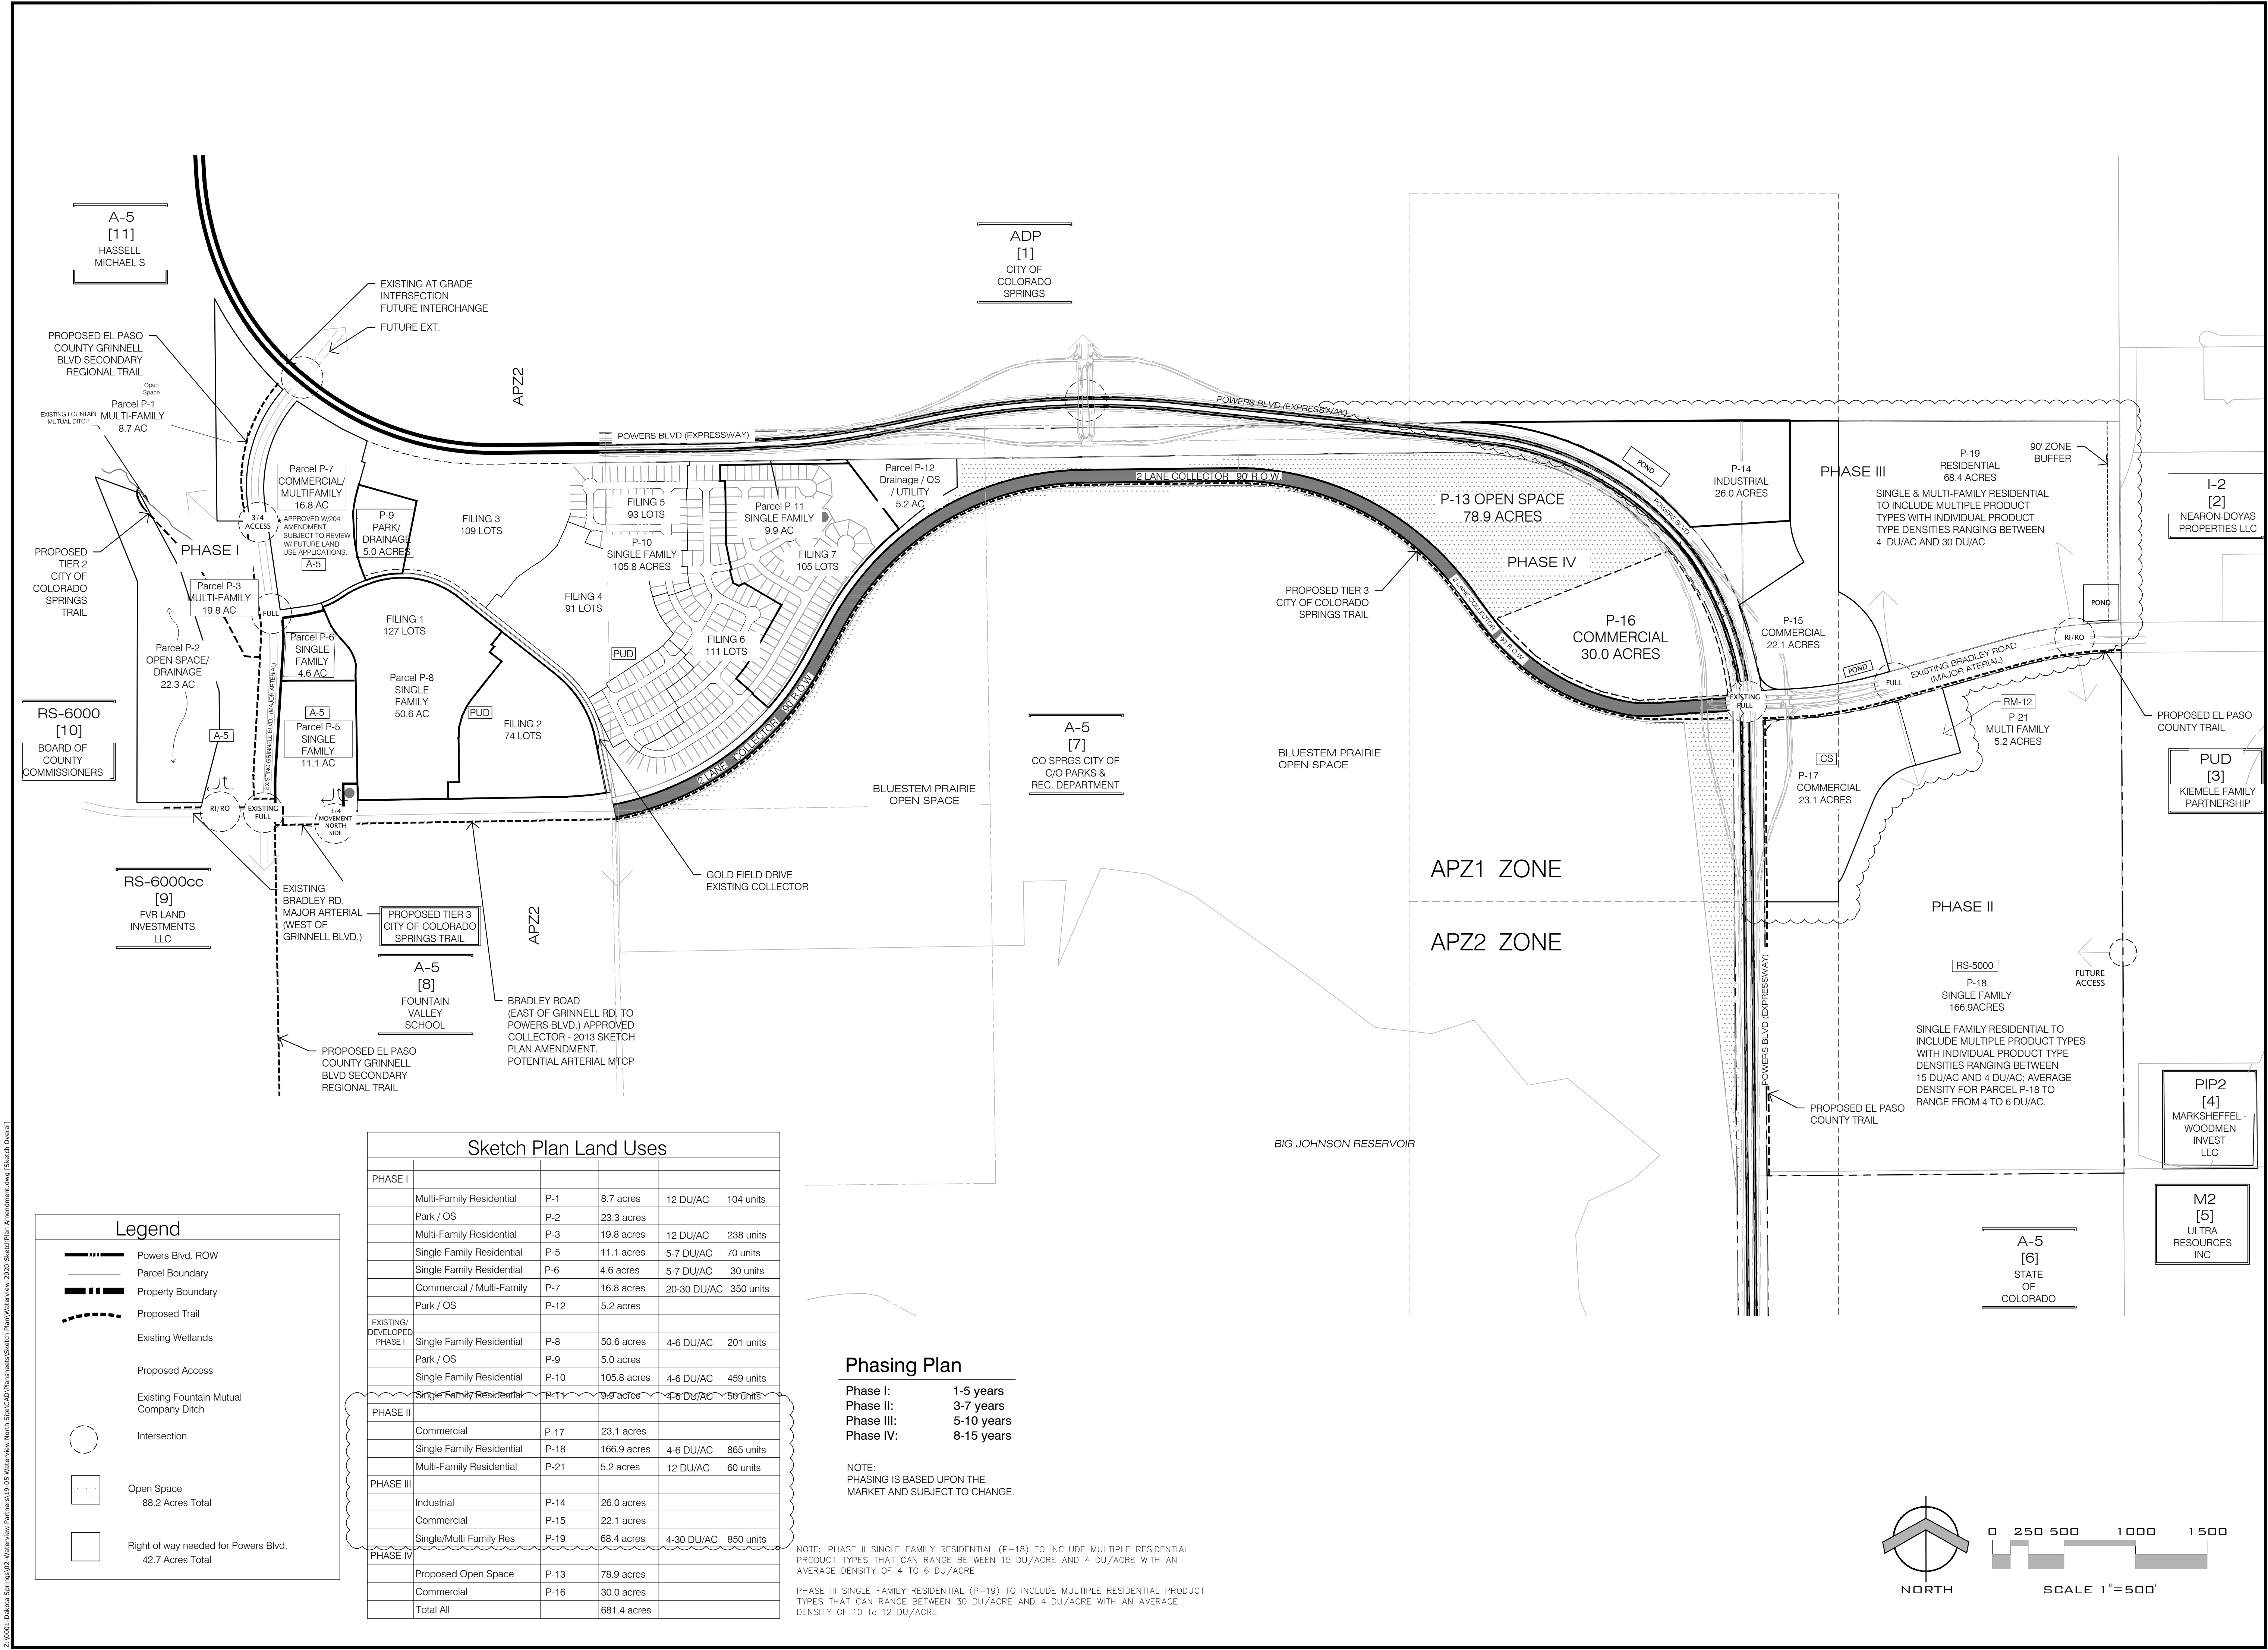 A-5
[11]
HASSELL
MICHAEL S
ADP
[1]
CITY OF
COLORADO
SPRINGS
EXISTING AT GRADE
INTERSECTION
FUTURE INTERCHANGE
FUTURE EXT.
PROPOSED EL PASO
COUNTY GRINNELL
BLVD SECONDARY
REGIONAL TRAIL
Open
Space
Parcel P-1
MULTI-FAMILY
8.7 AC
EXISTING FOUNTAIN
MUTUAL DITCH
APZ2
POWERS BLVD (EXPRESSWAY)
POWERS BLVD (EXPRESSWAY)
Parcel P-7
COMMERCIAL/
MULTIFAMILY
16.8 AC
3/4
ACCESS
APPROVED W/204
AMENDMENT.
SUBJECT TO REVIEW
W/ FUTURE LAND
USE APPLICATIONS.
A-5
P-9
PARK/
DRAINAGE
5.0 ACRES
FILING 3
109 LOTS
FILING 5
93 LOTS
P-10
SINGLE FAMILY
105.8 ACRES
Parcel P-11
SINGLE FAMILY
9.9 AC
FILING 7
105 LOTS
Parcel P-12
Drainage / OS
/ UTILITY
5.2 AC
2 LANE COLLECTOR 90' R.O.W.
P-13 OPEN SPACE
78.9 ACRES
PHASE IV
POND
POWERS BLVD
P-14
INDUSTRIAL
26.0 ACRES
PHASE III
P-19
RESIDENTIAL
68.4 ACRES
SINGLE & MULTI-FAMILY RESIDENTIAL
TO INCLUDE MULTIPLE PRODUCT
TYPES WITH INDIVIDUAL PRODUCT
TYPE DENSITIES RANGING BETWEEN
4 DU/AC AND 30 DU/AC
90' ZONE
BUFFER
I-2
[2]
NEARON-DOYAS
PROPERTIES LLC
PROPOSED
TIER 2
CITY OF
COLORADO
SPRINGS
TRAIL
PHASE I
Parcel P-3
MULTI-FAMILY
19.8 AC
FULL
Parcel P-2
OPEN SPACE/
DRAINAGE
22.3 AC
Parcel P-6
SINGLE
FAMILY
4.6 AC
FILING 1
127 LOTS
FILING 4
91 LOTS
PUD
FILING 6
111 LOTS
PROPOSED TIER 3
CITY OF COLORADO
SPRINGS TRAIL
2 LANE COLLECTOR 90' R.O.W
P-16
COMMERCIAL
30.0 ACRES
P-15
COMMERCIAL
22.1 ACRES
POND
POND
RI/RO
FULL
EXISTING BRADLEY ROAD
(MAJOR ATERIAL)
EXISTING
FULL
RS-6000
[10]
BOARD OF
COUNTY
COMMISSIONERS
A-5
EXISTING GRINNELL BLVD. (MAJOR ARTERIAL)
A-5
Parcel P-5
SINGLE
FAMILY
11.1 AC
Parcel P-8
SINGLE
FAMILY
50.6 AC
PUD
FILING 2
74 LOTS
2 LANE COLLECTOR 90' R.O.W
RM-12
P-21
MULTI FAMILY
5.2 ACRES
PROPOSED EL PASO
COUNTY TRAIL
A-5
[7]
CO SPRGS CITY OF
C/O PARKS &
REC. DEPARTMENT
BLUESTEM PRAIRIE
OPEN SPACE
BLUESTEM PRAIRIE
OPEN SPACE
CS
P-17
COMMERCIAL
23.1 ACRES
PUD
[3]
KIEMELE FAMILY
PARTNERSHIP
RI/RO
EXISTING
FULL
3/4
MOVEMENT
NORTH
SIDE
RS-6000cc
[9]
FVR LAND
INVESTMENTS
LLC
EXISTING
BRADLEY RD.
MAJOR ARTERIAL
(WEST OF
GRINNELL BLVD.)
PROPOSED TIER 3
CITY OF COLORADO
SPRINGS TRAIL
APZ2
GOLD FIELD DRIVE
EXISTING COLLECTOR
APZ1 ZONE
APZ2 ZONE
PHASE II
A-5
[8]
FOUNTAIN
VALLEY
SCHOOL
BRADLEY ROAD
(EAST OF GRINNELL RD. TO
POWERS BLVD.) APPROVED
COLLECTOR - 2013 SKETCH
PLAN AMENDMENT.
POTENTIAL ARTERIAL MTCP
PROPOSED EL PASO
COUNTY GRINNELL
BLVD SECONDARY
REGIONAL TRAIL
POWERS BLVD (EXPRESSWAY)
RS-5000
P-18
SINGLE FAMILY
166.9ACRES
FUTURE
ACCESS
SINGLE FAMILY RESIDENTIAL TO
INCLUDE MULTIPLE PRODUCT TYPES
WITH INDIVIDUAL PRODUCT TYPE
DENSITIES RANGING BETWEEN
15 DU/AC AND 4 DU/AC; AVERAGE
DENSITY FOR PARCEL P-18 TO
RANGE FROM 4 TO 6 DU/AC.
PROPOSED EL PASO
COUNTY TRAIL
PIP2
[4]
MARKSHEFFEL -
WOODMEN
INVEST
LLC
BIG JOHNSON RESERVOIR
M2
[5]
ULTRA
RESOURCES
INC
A-5
[6]
STATE
OF
COLORADO
Sketch Plan Land Uses
PHASE I
Multi-Family Residential P-1 8.7 acres 12 DU/AC 104 units
Park / OS P-2 23.3 acres
Multi-Family Residential P-3 19.8 acres 12 DU/AC 238 units
Single Family Residential P-5 11.1 acres 5-7 DU/AC 70 units
Single Family Residential P-6 4.6 acres 5-7 DU/AC 30 units
Commercial / Multi-Family P-7 16.8 acres 20-30 DU/AC 350 units
Park / OS P-12 5.2 acres
EXISTING/
DEVELOPED
PHASE I Single Family Residential P-8 50.6 acres 4-6 DU/AC 201 units
Park / OS P-9 5.0 acres
Single Family Residential P-10 105.8 acres 4-6 DU/AC 459 units
Single Family Residential P-11 9.9 acres 4-6 DU/AC 50 units
PHASE II
Commercial P-17 23.1 acres
Single Family Residential P-18 166.9 acres 4-6 DU/AC 865 units
Multi-Family Residential P-21 5.2 acres 12 DU/AC 60 units
PHASE III
Industrial P-14 26.0 acres
Commercial P-15 22.1 acres
Single/Multi Family Res P-19 68.4 acres 4-30 DU/AC 850 units
PHASE IV
Proposed Open Space P-13 78.9 acres
Commercial P-16 30.0 acres
Total All 681.4 acres
Legend
Powers Blvd. ROW
Parcel Boundary
Property Boundary
Proposed Trail
Existing Wetlands
Proposed Access
Existing Fountain Mutual
Company Ditch
Intersection
Open Space
88.2 Acres Total
Right of way needed for Powers Blvd.
42.7 Acres Total
Phasing Plan
Phase I: 1-5 years
Phase II: 3-7 years
Phase III: 5-10 years
Phase IV: 8-15 years
NOTE:
PHASING IS BASED UPON THE
MARKET AND SUBJECT TO CHANGE.
NOTE: PHASE II SINGLE FAMILY RESIDENTIAL (P-18) TO INCLUDE MULTIPLE RESIDENTIAL
PRODUCT TYPES THAT CAN RANGE BETWEEN 15 DU/ACRE AND 4 DU/ACRE WITH AN
AVERAGE DENSITY OF 4 TO 6 DU/ACRE.
PHASE III SINGLE FAMILY RESIDENTIAL (P-19) TO INCLUDE MULTIPLE RESIDENTIAL PRODUCT
TYPES THAT CAN RANGE BETWEEN 30 DU/ACRE AND 4 DU/ACRE WITH AN AVERAGE
DENSITY OF 10 to 12 DU/ACRE
NORTH
0 250 500 1000 1500
SCALE 1"=500'
Z:\0001-Dakota Springs\02-Waterview Partners\19-05 Waterview North Site\CAD\Plansheets\Sketch Plan\Waterview-2020-SketchPlan Amendment.dwg [Sketch Overal]